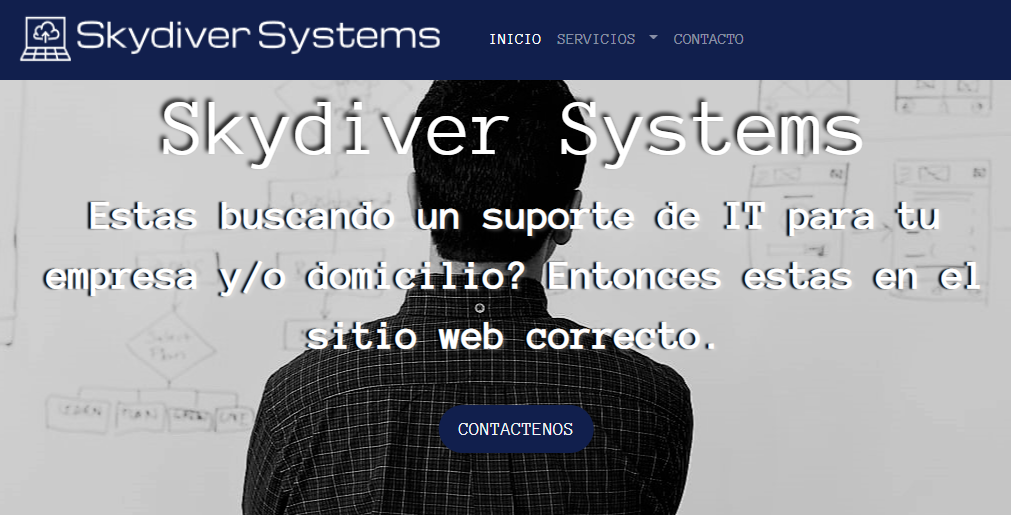 Skydiver Systems
INICIO SERVICIOS CONTACTO
Skydiver Systems
Estas buscando un suporte de IT para tu
empresa y/o domicilio? Entonces estas en el
sitio web correcto.
CONTACTENOS